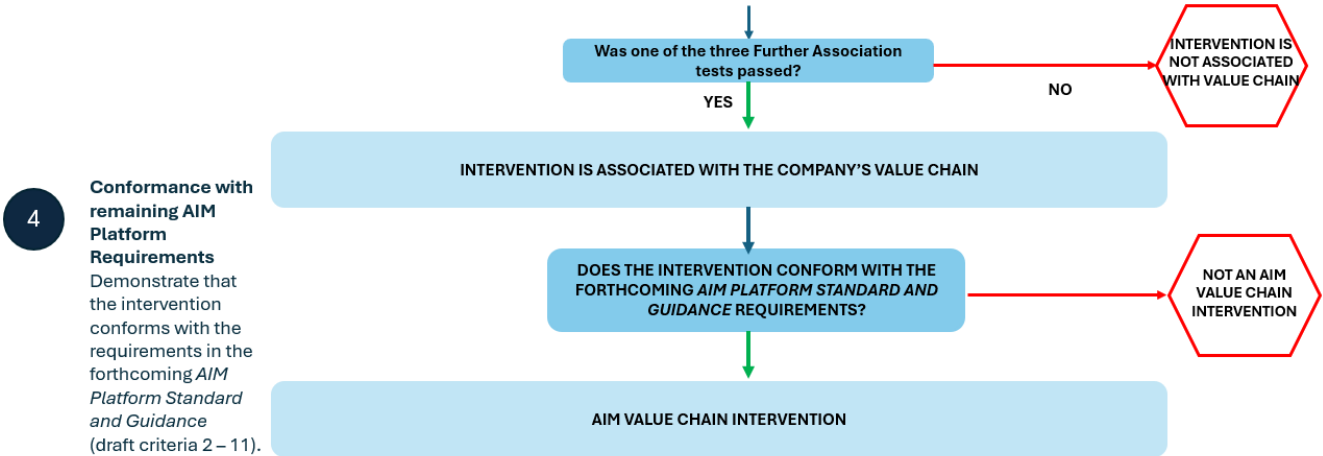 Was one of the three Further Association
tests passed?
INTERVENTION IS
NOT ASSOCIATED
WITH VALUE CHAIN
YES
NO
INTERVENTION IS ASSOCIATED WITH THE COMPANY’S VALUE CHAIN
4
Conformance with
remaining AIM
Platform
Requirements
Demonstrate that
the intervention
conforms with the
requirements in the
forthcoming AIM
Platform Standard
and Guidance
(draft criteria 2 – 11).
DOES THE INTERVENTION CONFORM WITH THE
FORTHCOMING AIM PLATFORM STANDARD AND
GUIDANCE REQUIREMENTS?
NOT AN AIM
VALUE CHAIN
INTERVENTION
AIM VALUE CHAIN INTERVENTION